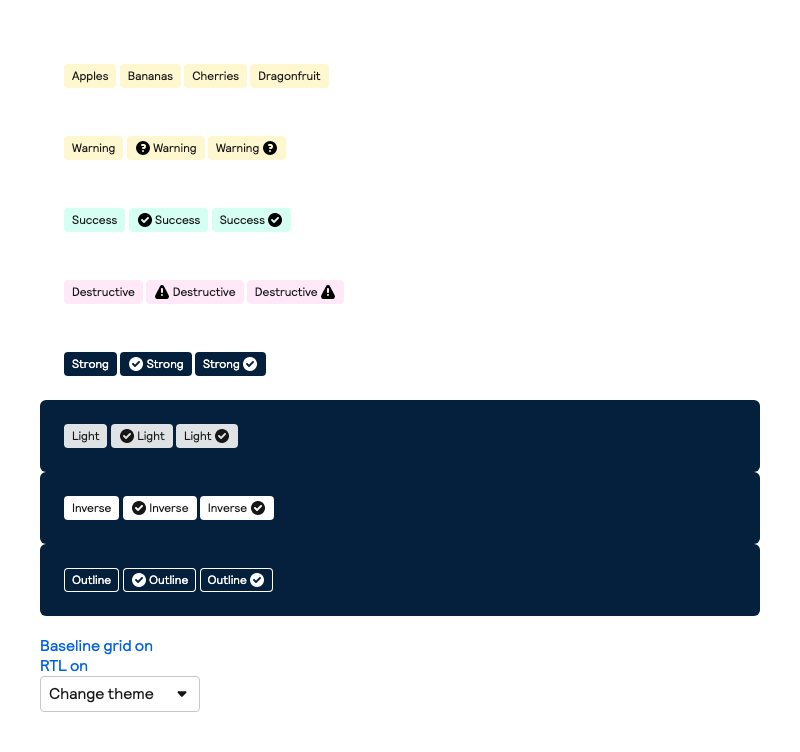 Apples Bananas Cherries Dragonfruit
Warning Warning Warning
Success Success Success
Destructive Destructive Destructive
Strong Strong Strong
Light Light Light
Inverse Inverse Inverse
Outline Outline Outline
Baseline grid on
RTL on
Change theme